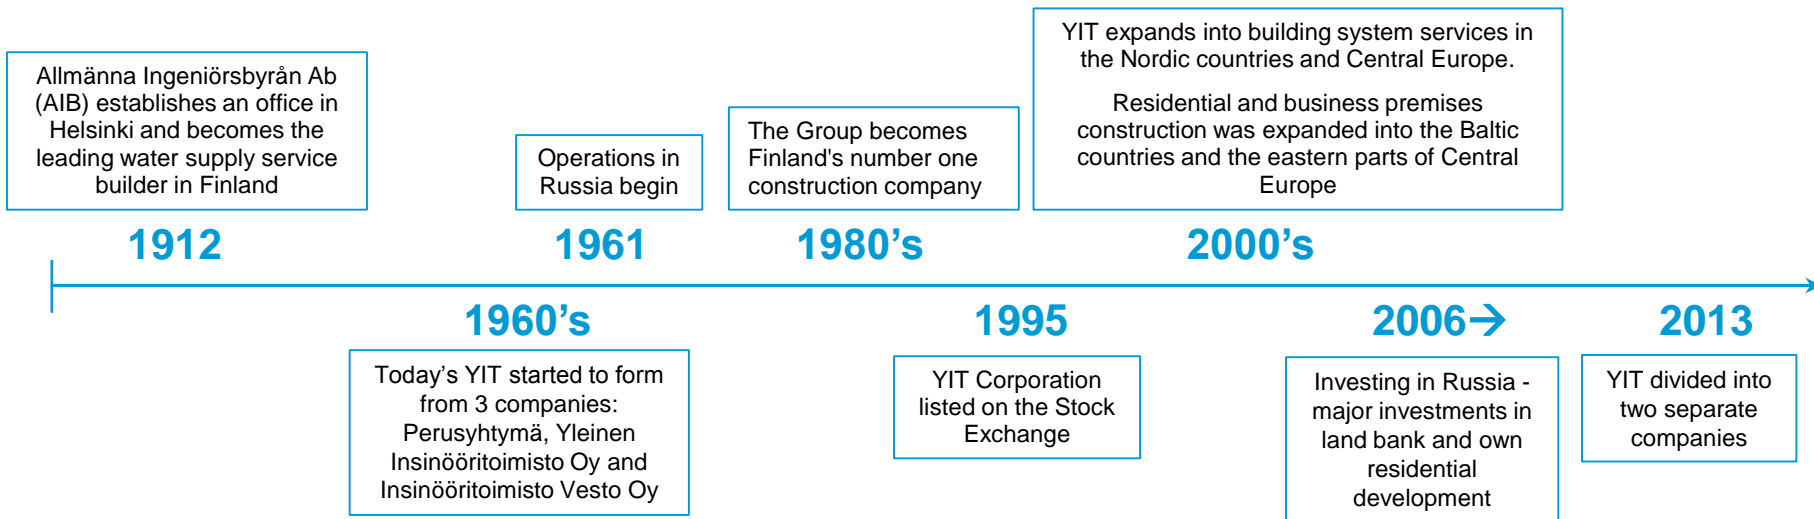 Allmänna Ingeniörsbyrån Ab
(AIB) establishes an office in
Helsinki and becomes the
leading water supply service
builder in Finland
1912
Operations in
Russia begin
1961
The Group becomes
Finland's number one
construction company
1980’s
YIT expands into building system services in
the Nordic countries and Central Europe.
Residential and business premises
construction was expanded into the Baltic
countries and the eastern parts of Central
Europe
2000’s
1960’s
Today’s YIT started to form
from 3 companies:
Perusyhtymä, Yleinen
Insinööritoimisto Oy and
Insinööritoimisto Vesto Oy
1995
YIT Corporation
listed on the Stock
Exchange
2006→
Investing in Russia -
major investments in
land bank and own
residential
development
2013
YIT divided into
two separate
companies